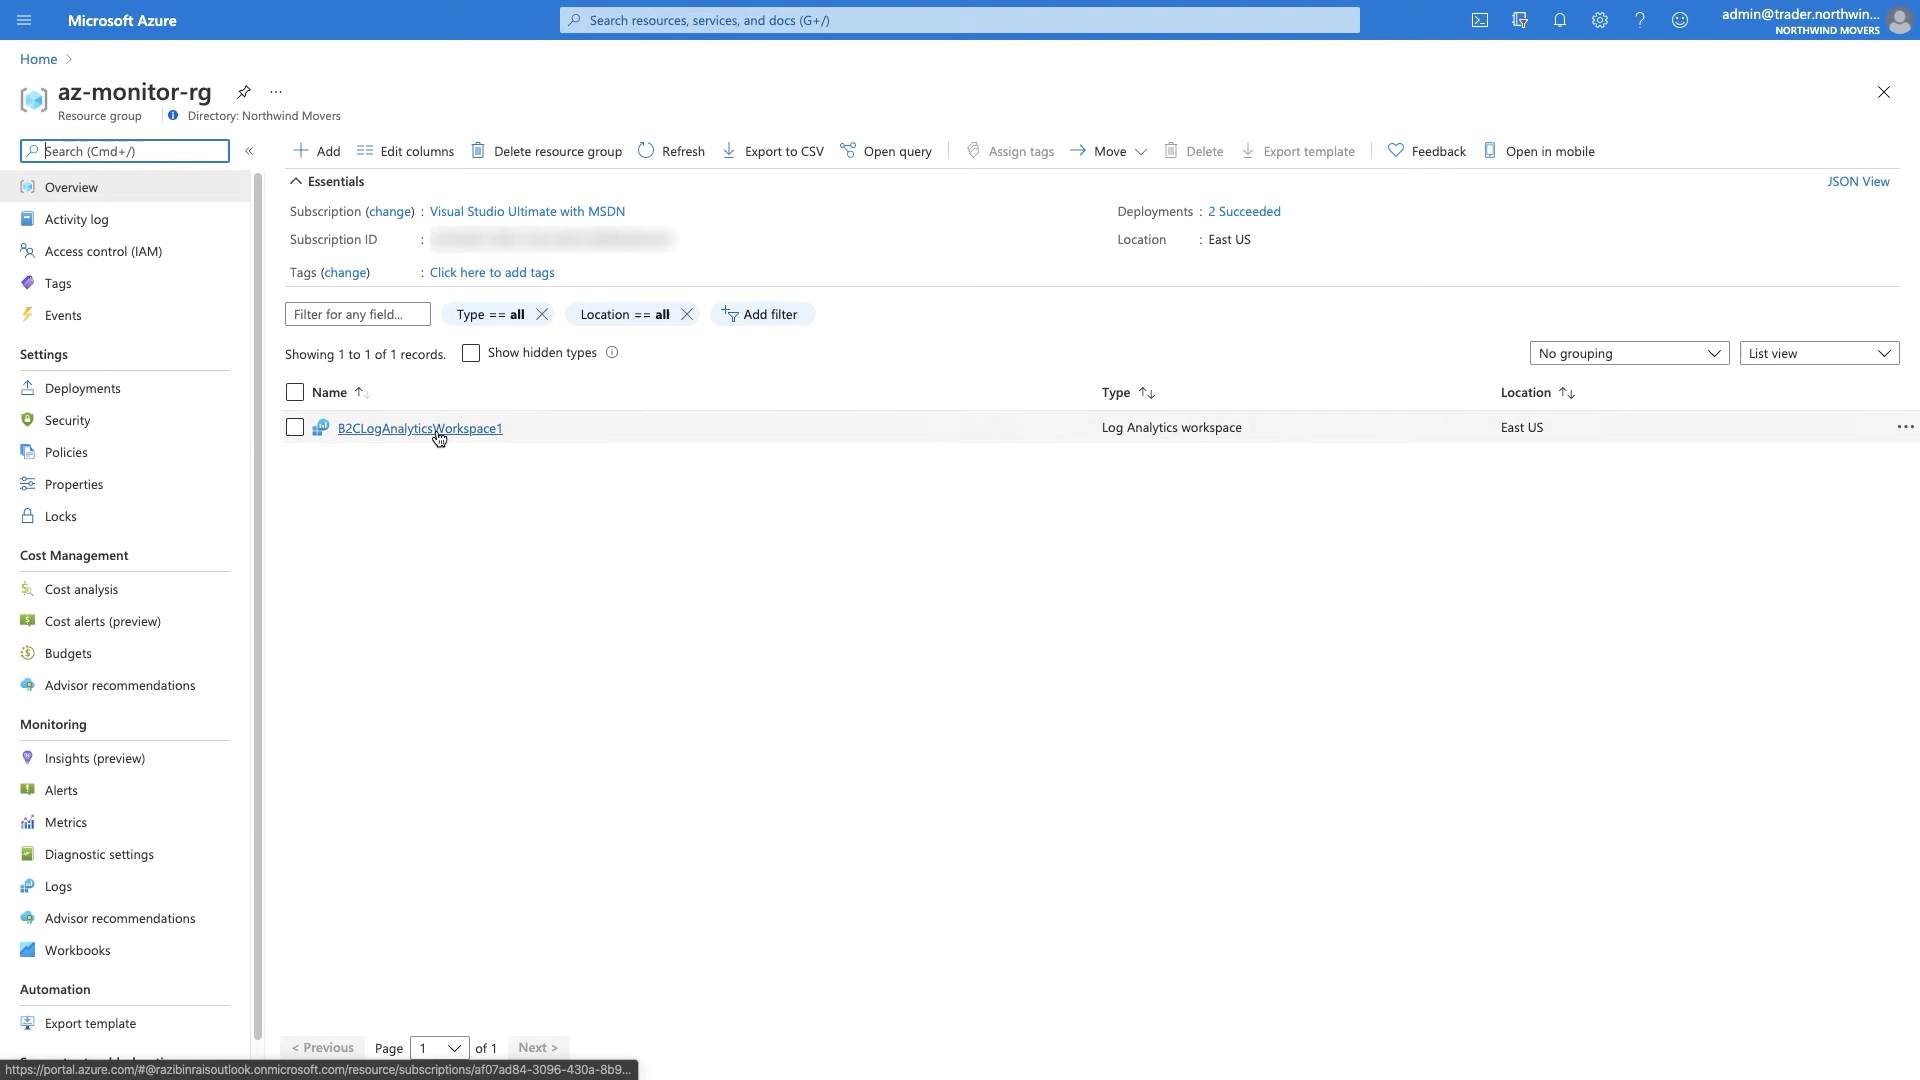 Microsoft Azure
Search resources, services, and docs (G+/)
admin@trader.northwin...
NORTHWIND MOVERS
Home
az-monitor-rg
Resource group
Directory: Northwind Movers
Search (Cmd+/)
Add
Edit columns
Delete resource group
Refresh
Export to CSV
Open query
Assign tags
Move
Delete
Export template
Feedback
Open in mobile
Overview
Activity log
Access control (IAM)
Tags
Events
Settings
Deployments
Security
Policies
Properties
Locks
Cost Management
Cost analysis
Cost alerts (preview)
Budgets
Advisor recommendations
Monitoring
Insights (preview)
Alerts
Metrics
Diagnostic settings
Logs
Advisor recommendations
Workbooks
Automation
Export template
Essentials
JSON View
Subscription (change) : Visual Studio Ultimate with MSDN
Deployments : 2 Succeeded
Subscription ID :
Location : East US
Tags (change) : Click here to add tags
Filter for any field...
Type == all
Location == all
Add filter
Showing 1 to 1 of 1 records.
Show hidden types
No grouping
List view
Name
Type
Location
B2CLogAnalyticsWorkspace1
Log Analytics workspace
East US
< Previous
Page 1 of 1
Next >
https://portal.azure.com/#@razibinraisoutlook.onmicrosoft.com/resource/subscriptions/af07ad84-3096-430a-8b9...